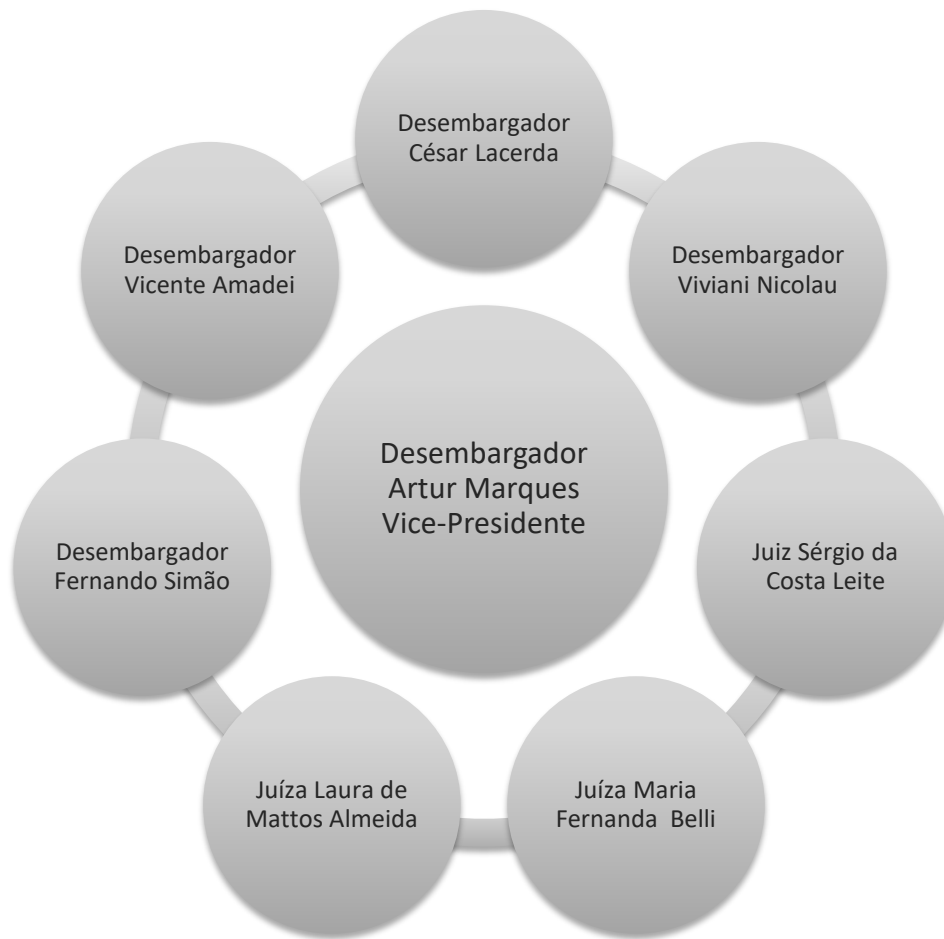 Desembargador
César Lacerda
Desembargador
Viviani Nicolau
Juiz Sérgio da
Costa Leite
Juíza Maria
Fernanda  Belli
Juíza Laura de
Mattos Almeida
Desembargador
Fernando Simão
Desembargador
Vicente Amadei
Desembargador
Artur Marques
Vice-Presidente